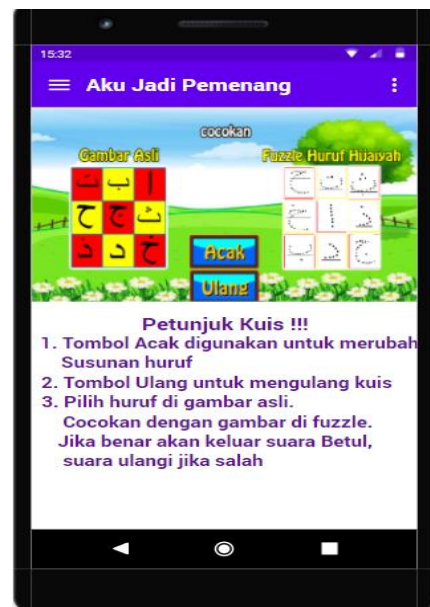 15:32
Aku Jadi Pemenang
cocokan
Gambar Asli
Fuzzle Huruf Hijaiyah
ا ب ت
ث ج ح
خ د د
Acak
Ulang
Petunjuk Kuis !!!
1. Tombol Acak digunakan untuk merubah
Susunan huruf
2. Tombol Ulang untuk mengulang kuis
3. Pilih huruf di gambar asli.
Cocokan dengan gambar di fuzzle.
Jika benar akan keluar suara Betul,
suara ulangi jika salah